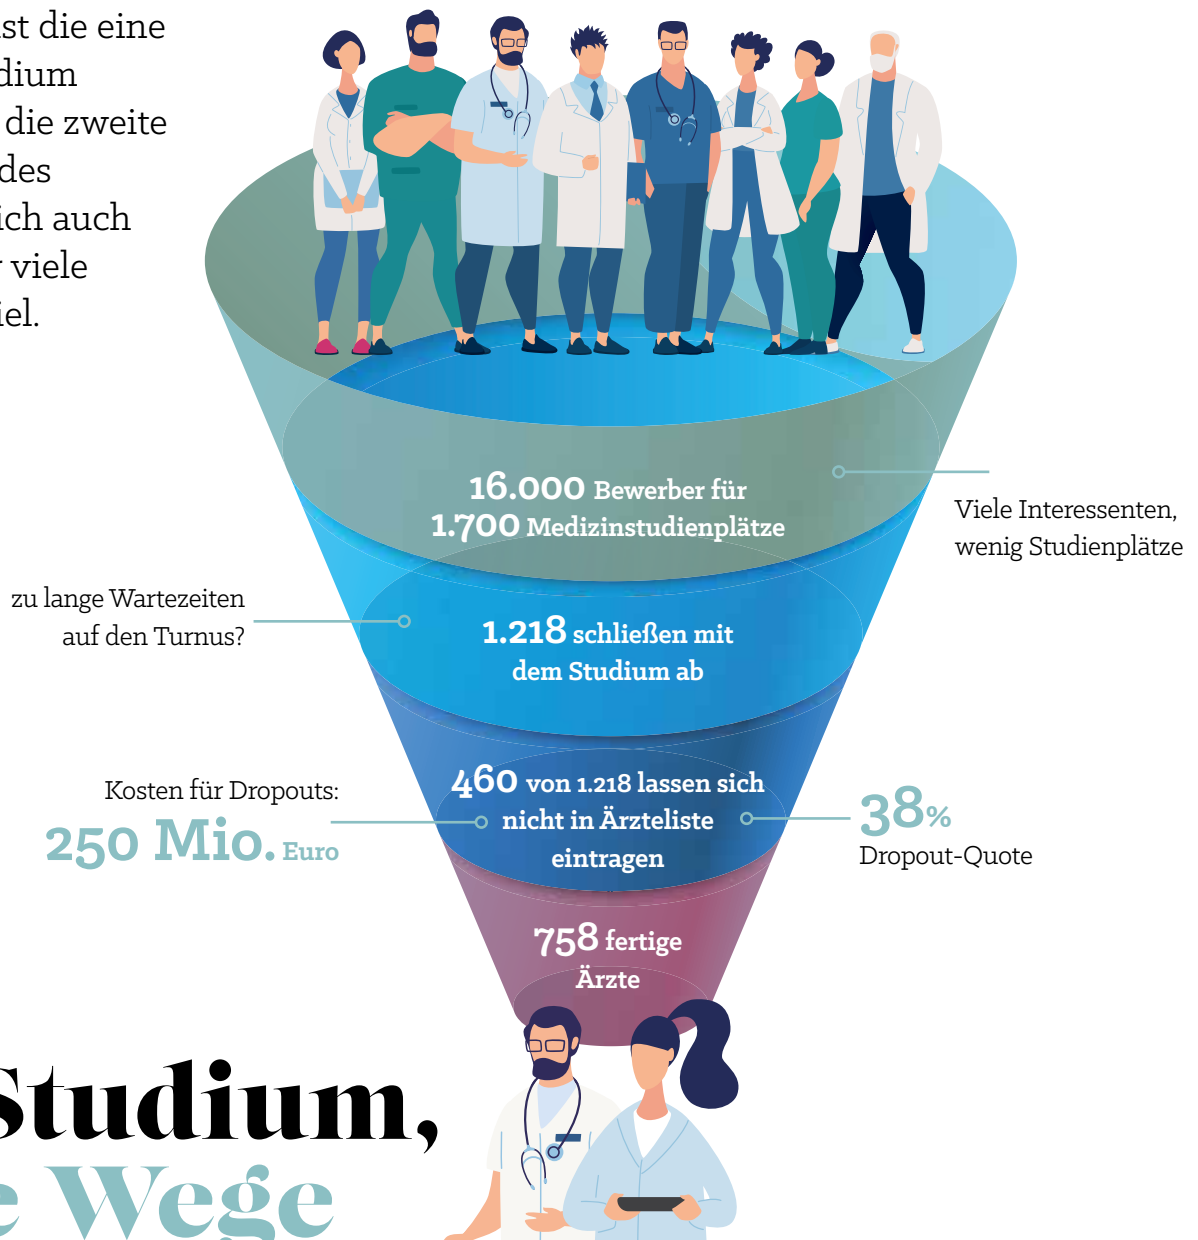 ist die eine
dium
die zweite
des
ich auch
viele
iel.
16.000 Bewerber für
1.700 Medizinstudienplätze
Viele Interessenten,
wenig Studienplätze
zu lange Wartezeiten
auf den Turnus?
1.218 schließen mit
dem Studium ab
Kosten für Dropouts:
250 Mio. Euro
460 von 1.218 lassen sich
nicht in Ärzteliste
eintragen
38%
Dropout-Quote
758 fertige
Ärzte
Studium,
e Wege